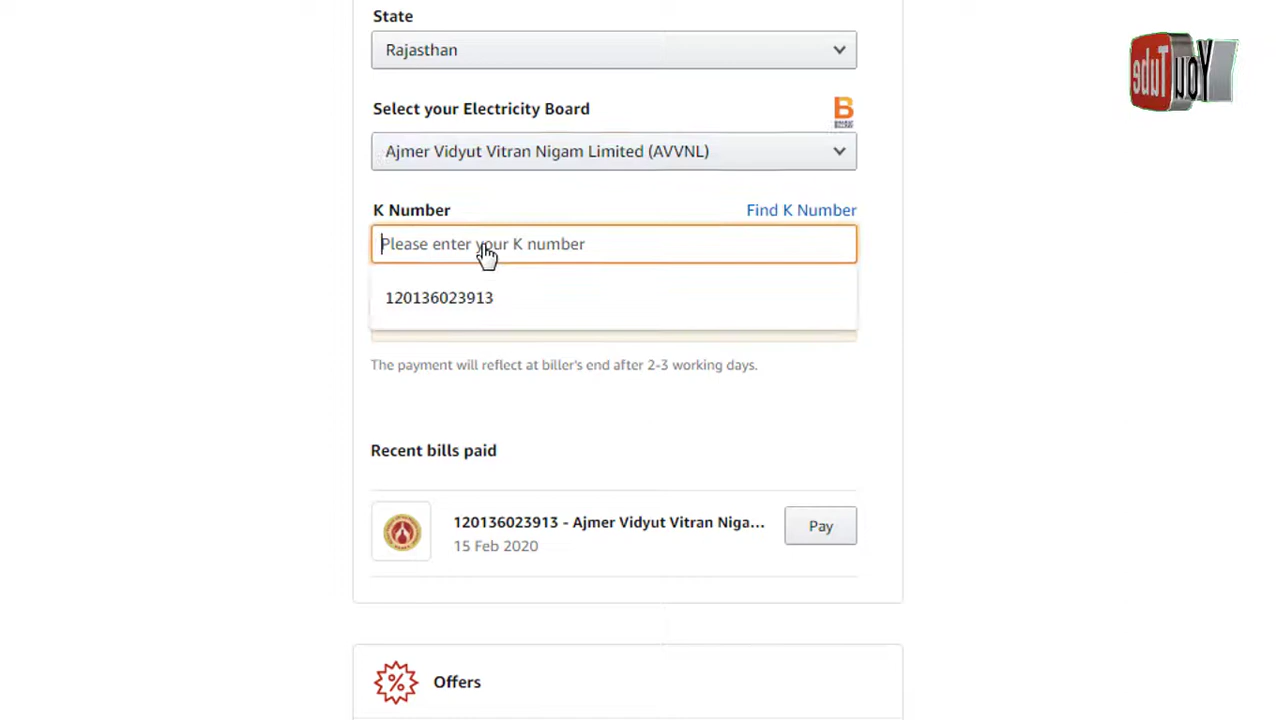 State
Rajasthan
Select your Electricity Board
B
Ajmer Vidyut Vitran Nigam Limited (AVVNL)
K Number
Find K Number
Please enter your K number
120136023913
The payment will reflect at biller's end after 2-3 working days.
Recent bills paid
120136023913 - Ajmer Vidyut Vitran Niga...
15 Feb 2020
Pay
%
Offers
YouTube